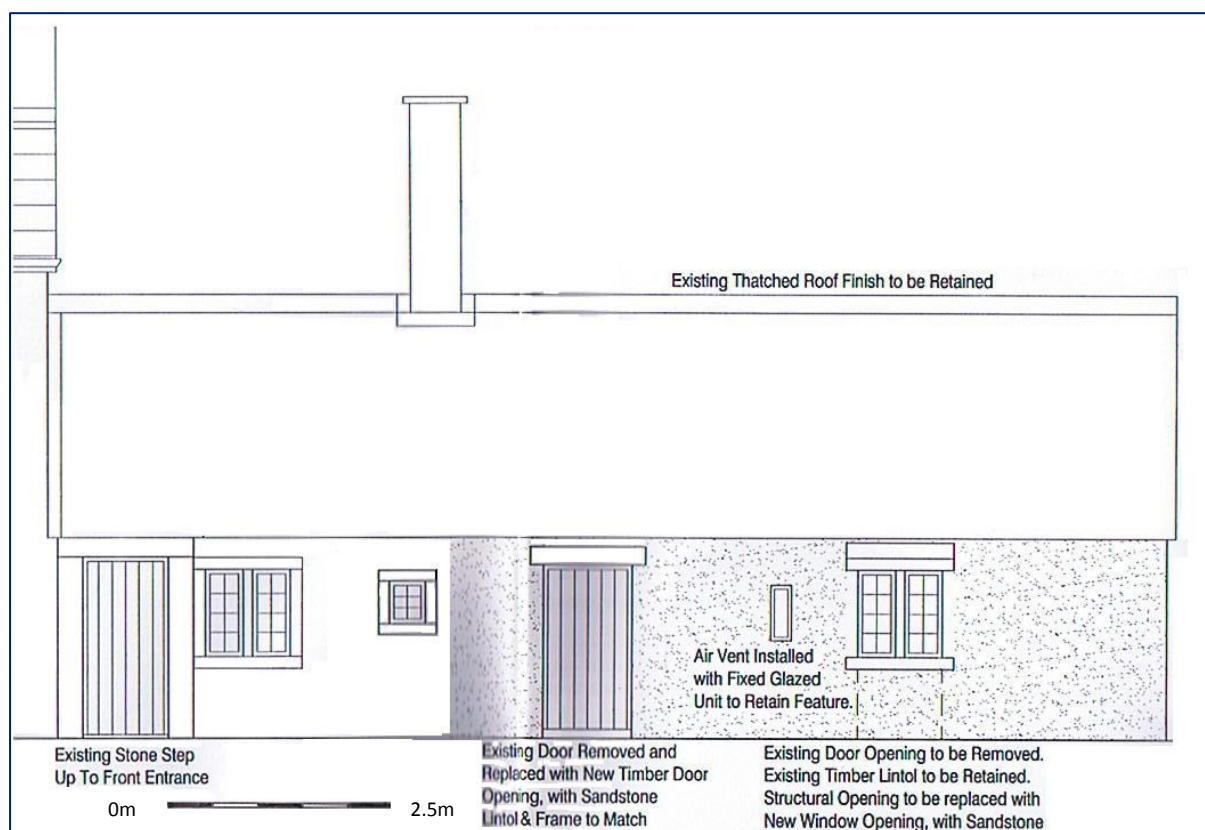 Existing Thatched Roof Finish to be Retained
Air Vent Installed
with Fixed Glazed
Unit to Retain Feature.
Existing Stone Step
Up To Front Entrance
Existing Door Removed and
Replaced with New Timber Door
Opening, with Sandstone
Lintol & Frame to Match
Existing Door Opening to be Removed.
Existing Timber Lintol to be Retained.
Structural Opening to be replaced with
New Window Opening, with Sandstone
0m 2.5m